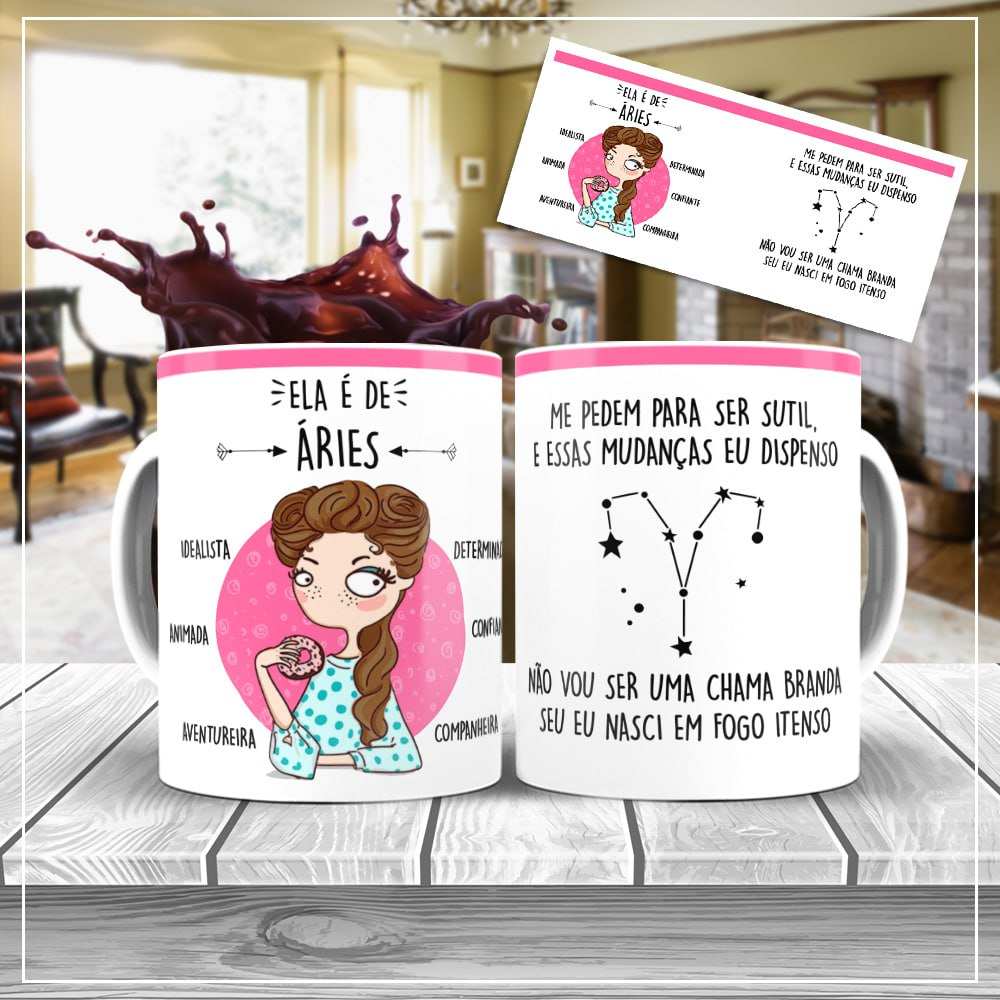 ELA É DE
ÁRIES
IDEALISTA
DETERMINADA
ANIMADA
CONFIANTE
AVENTUREIRA
COMPANHEIRA
ME PEDEM PARA SER SUTIL,
E ESSAS MUDANÇAS EU DISPENSO
NÃO VOU SER UMA CHAMA BRANDA
SEU EU NASCI EM FOGO ITENSO
ELA É DE
ÁRIES
IDEALISTA
DETERMINAD
ANIMADA
CONFIAN
AVENTUREIRA
COMPANHEIRA
ME PEDEM PARA SER SUTIL,
E ESSAS MUDANÇAS EU DISPENSO
NÃO VOU SER UMA CHAMA BRANDA
SEU EU NASCI EM FOGO ITENSO